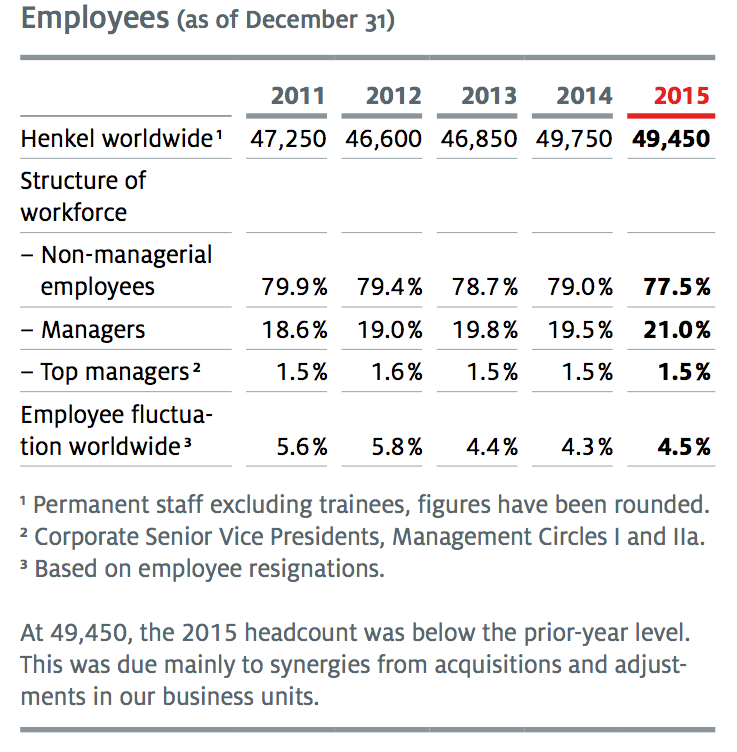 Employees (as of December 31)
2011 2012 2013 2014 2015
Henkel worldwide¹ 47,250 46,600 46,850 49,750 49,450
Structure of
workforce
– Non-managerial
employees 79.9% 79.4% 78.7% 79.0% 77.5%
– Managers 18.6% 19.0% 19.8% 19.5% 21.0%
– Top managers² 1.5% 1.6% 1.5% 1.5% 1.5%
Employee fluctua-
tion worldwide³ 5.6% 5.8% 4.4% 4.3% 4.5%
¹ Permanent staff excluding trainees, figures have been rounded.
² Corporate Senior Vice Presidents, Management Circles I and IIa.
³ Based on employee resignations.
At 49,450, the 2015 headcount was below the prior-year level.
This was due mainly to synergies from acquisitions and adjust-
ments in our business units.